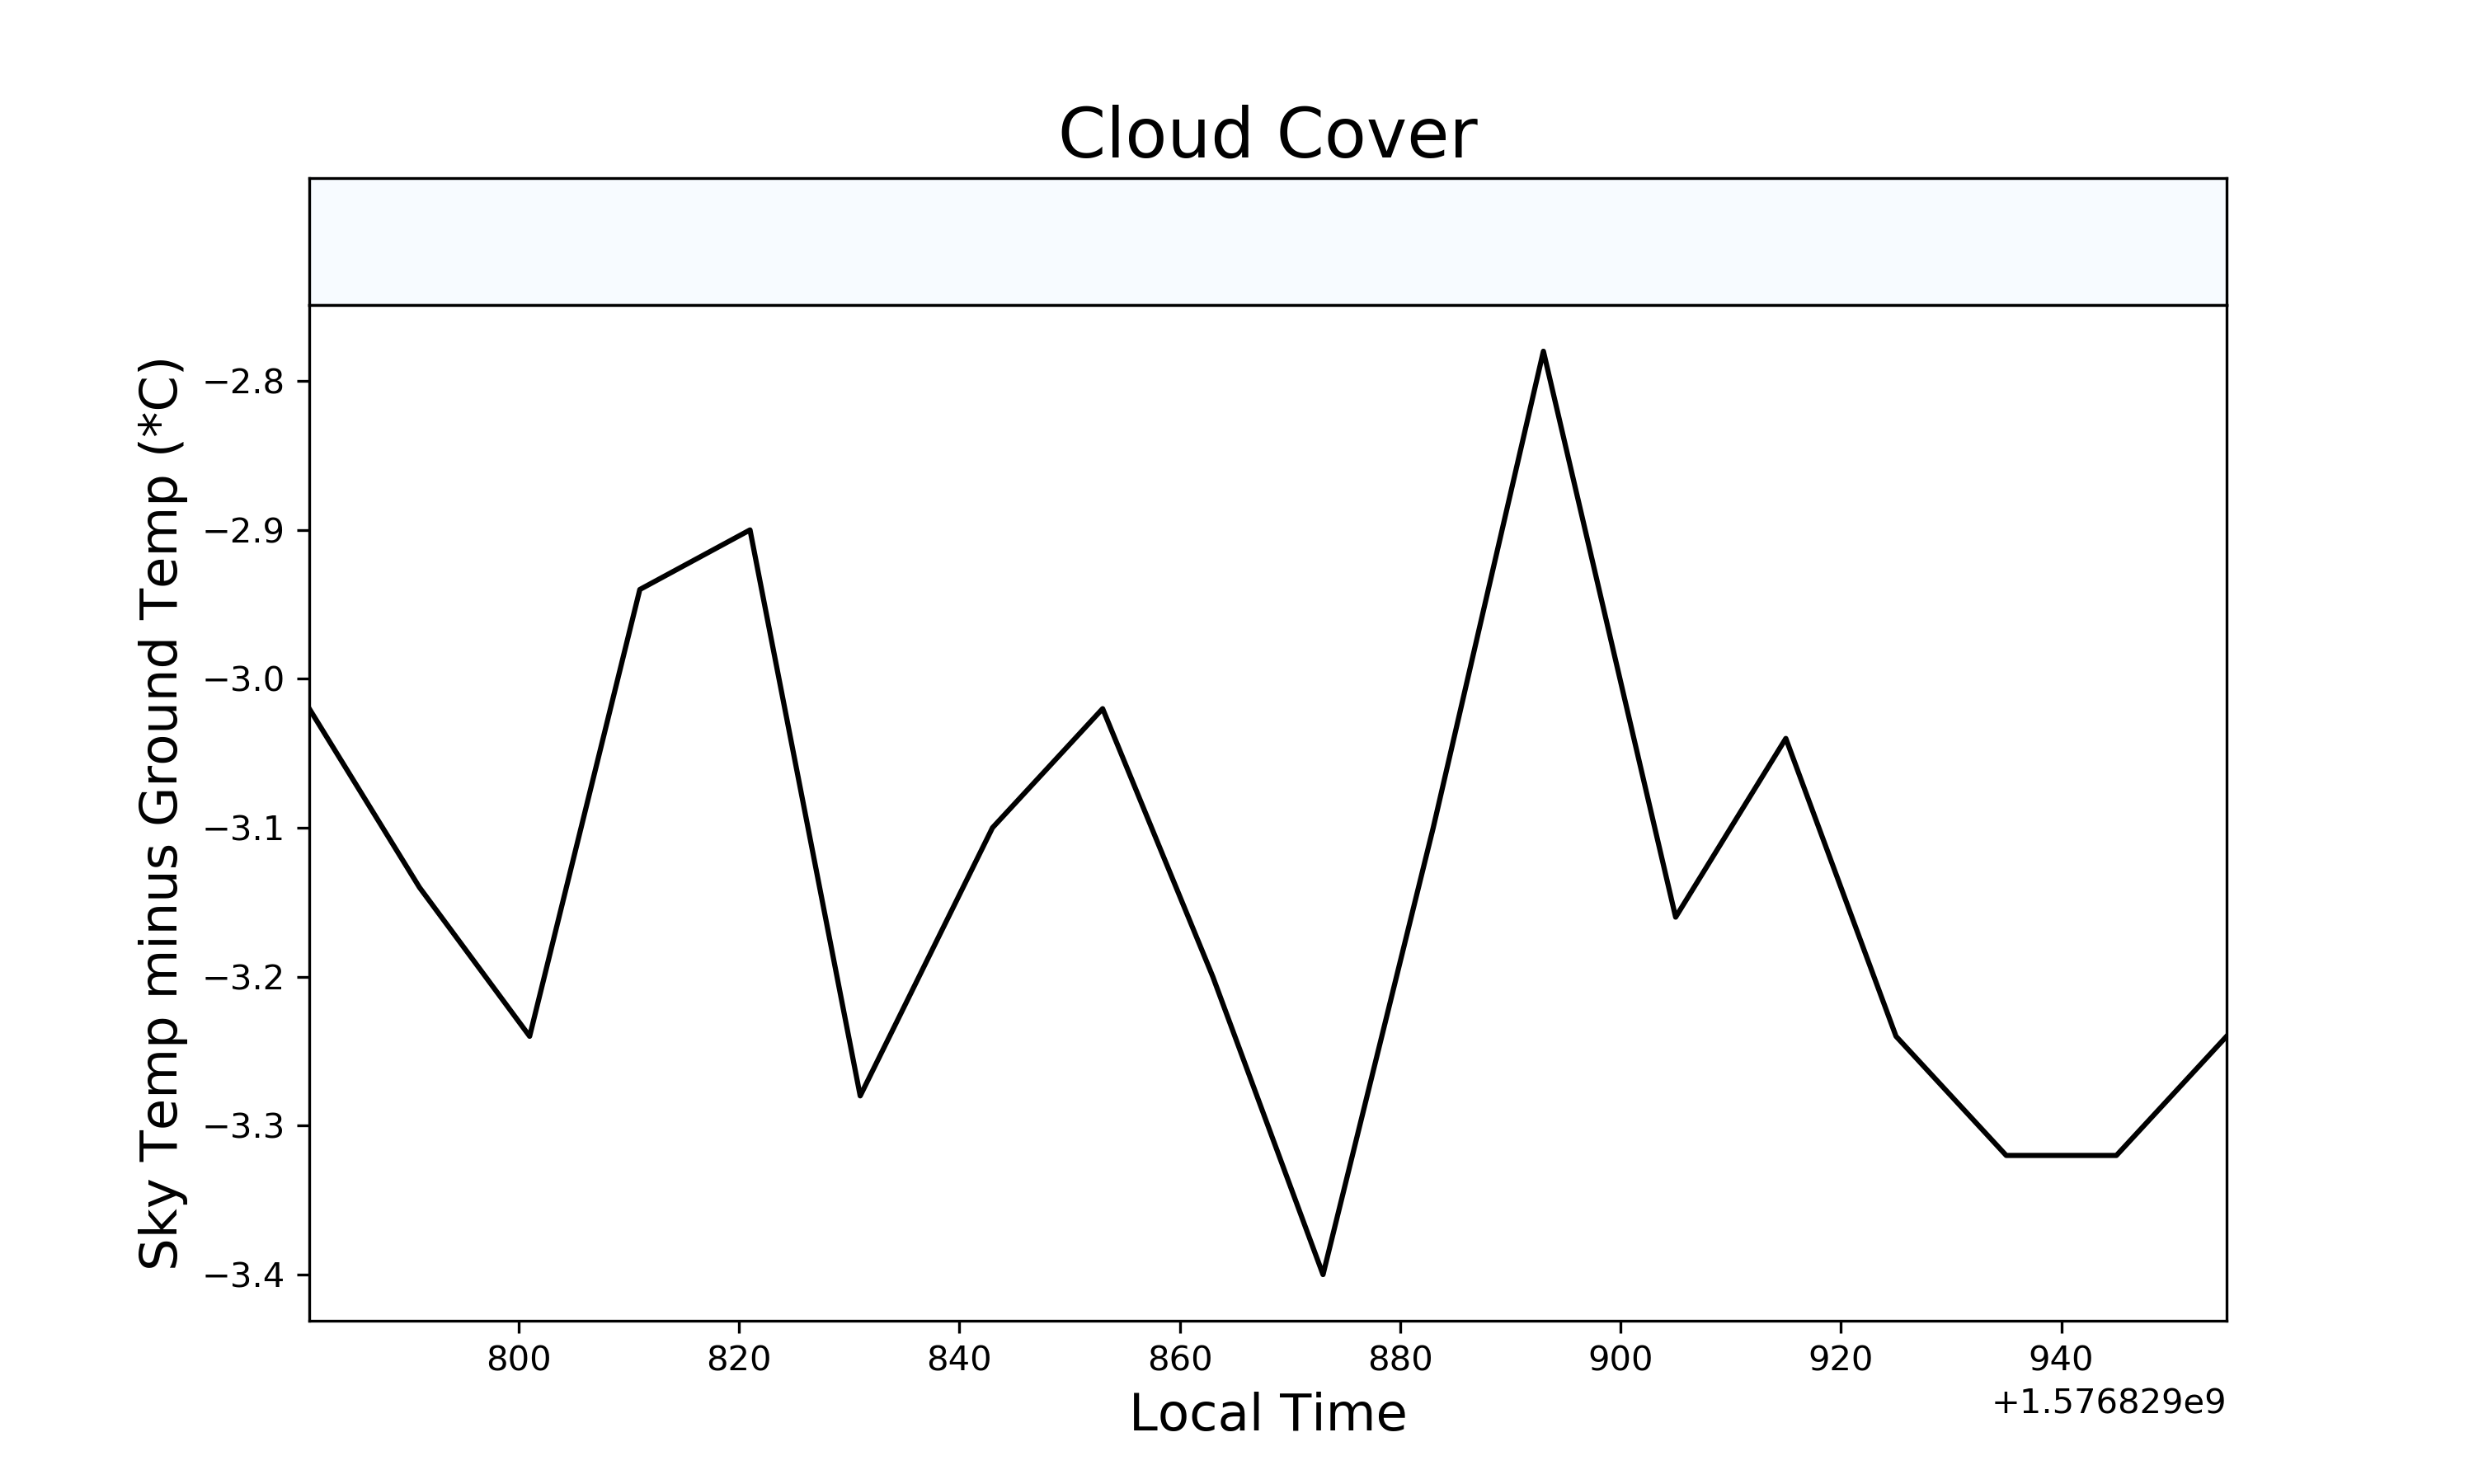 Cloud Cover
Sky Temp minus Ground Temp (*C)
−2.8
−2.9
−3.0
−3.1
−3.2
−3.3
−3.4
800 820 840 860 880 900 920 940
+1.576829e9
Local Time